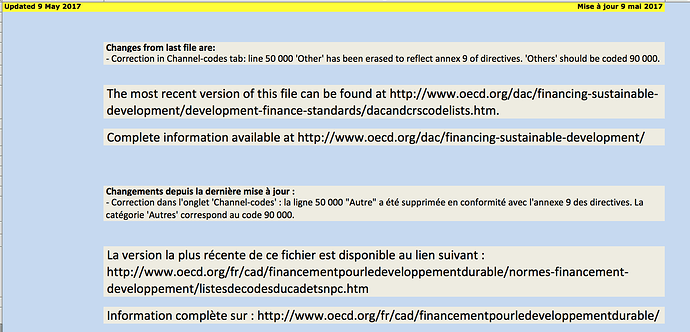 Updated 9 May 2017
Mise à jour 9 mai 2017
Changes from last file are:
- Correction in Channel-codes tab: line 50 000 'Other' has been erased to reflect annex 9 of directives. 'Others' should be coded 90 000.
The most recent version of this file can be found at http://www.oecd.org/dac/financing-sustainable-
development/development-finance-standards/dacandcrscodelists.htm.
Complete information available at http://www.oecd.org/dac/financing-sustainable-development/
Changements depuis la dernière mise à jour :
- Correction dans l'onglet 'Channel-codes' : la ligne 50 000 "Autre" a été supprimée en conformité avec l'annexe 9 des directives. La
catégorie 'Autres' correspond au code 90 000.
La version la plus récente de ce fichier est disponible au lien suivant :
http://www.oecd.org/fr/cad/financementpourledeveloppementdurable/normes-financement-
developpement/listesdecodesducadetsnpc.htm
Information complète sur : http://www.oecd.org/fr/cad/financementpourledeveloppementdurable/